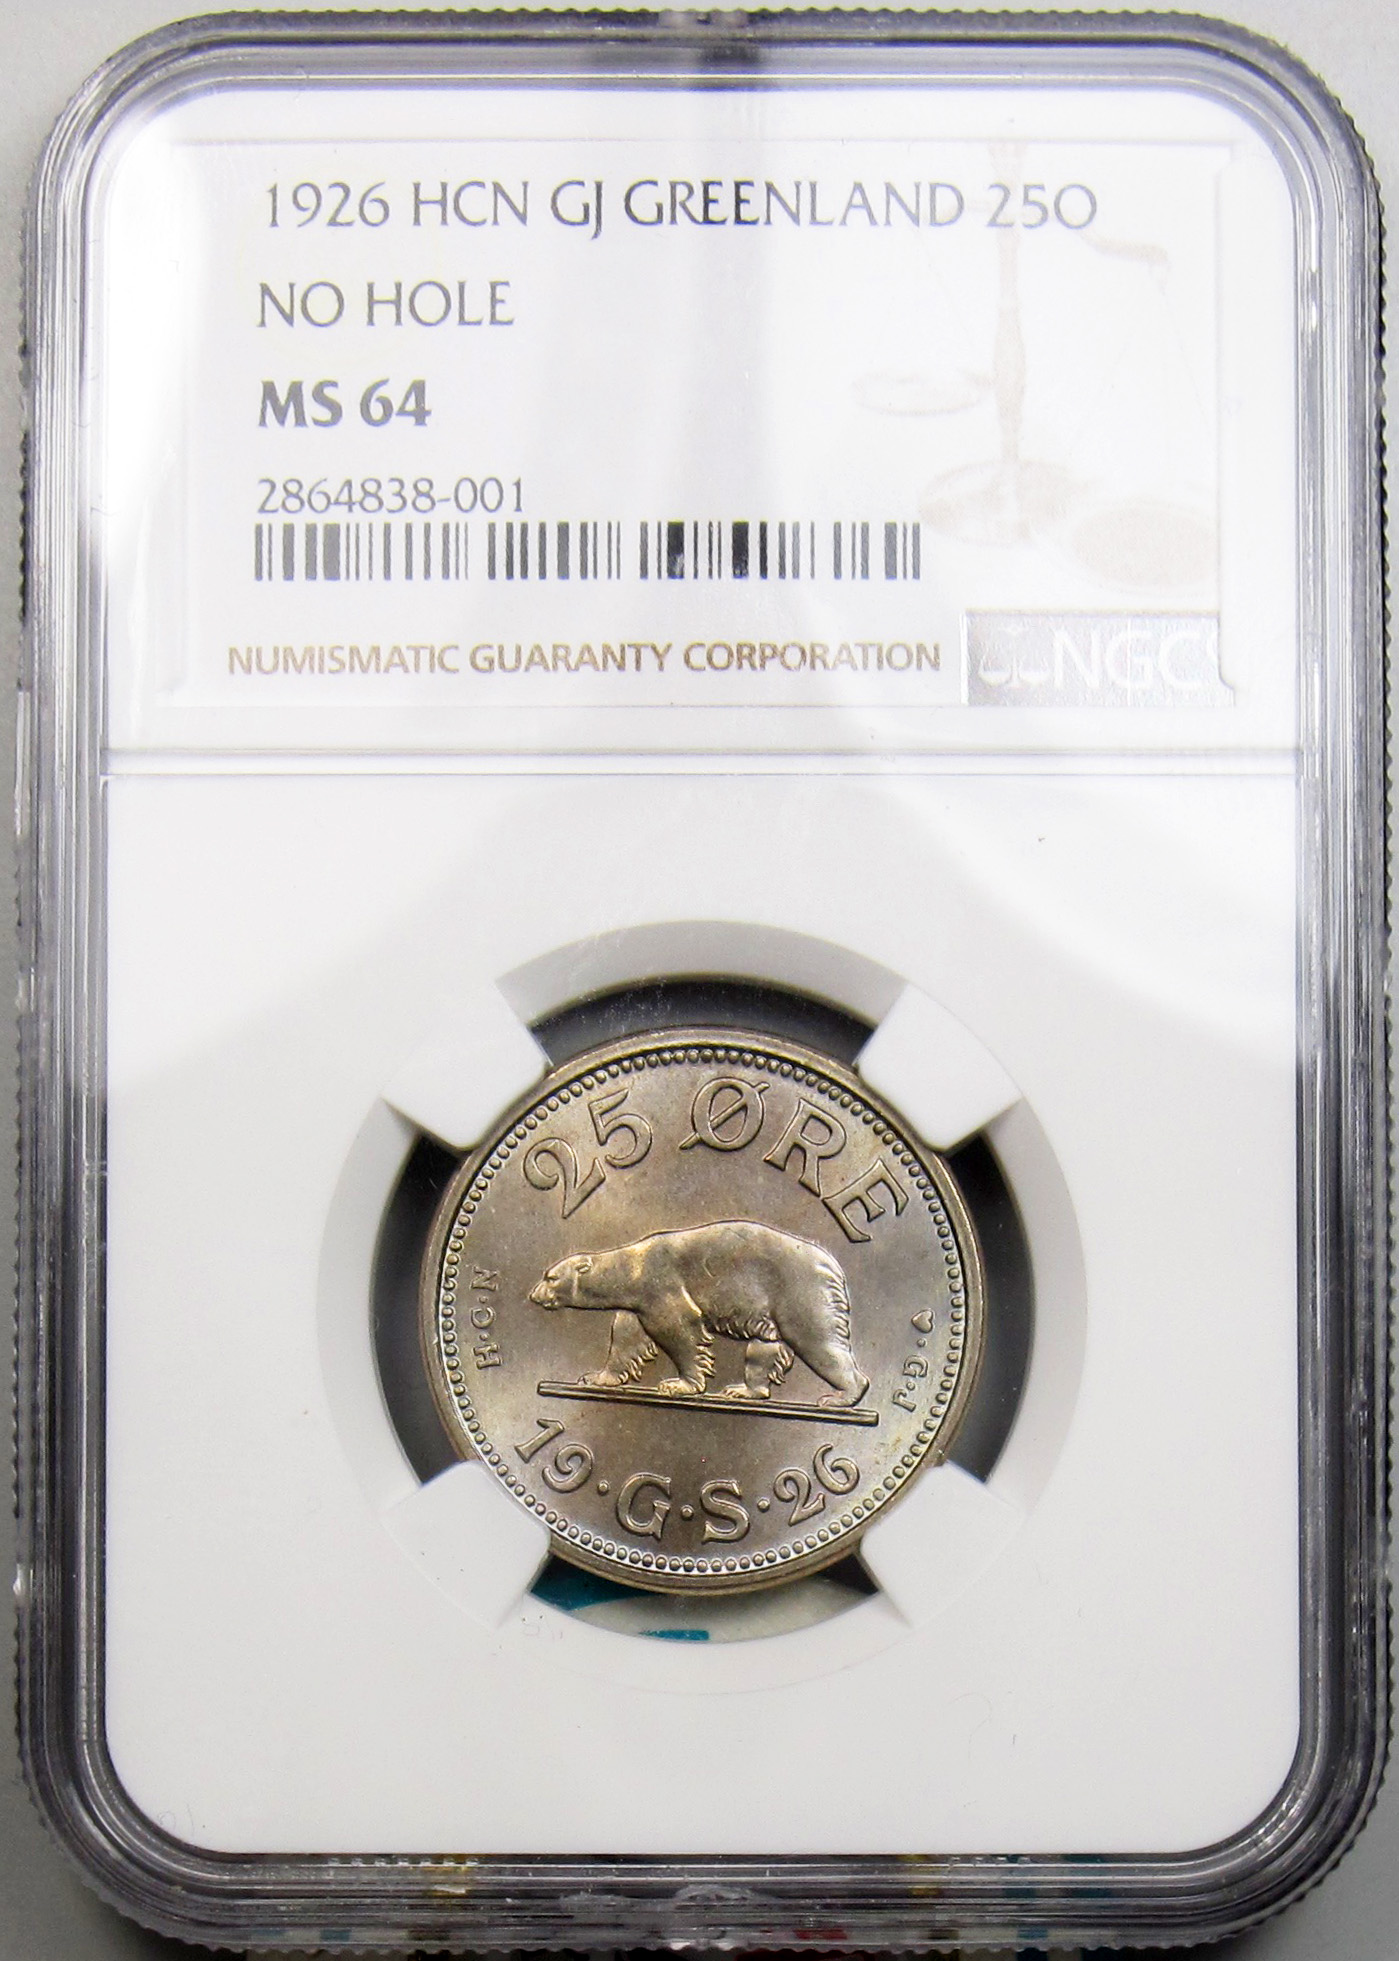 1926 HCN GJ GREENLAND 25O
NO HOLE
MS 64
2864838-001
NUMISMATIC GUARANTY CORPORATION
NGC
25 ØRE
H·C·N
♥·G·J
19·G·S·26